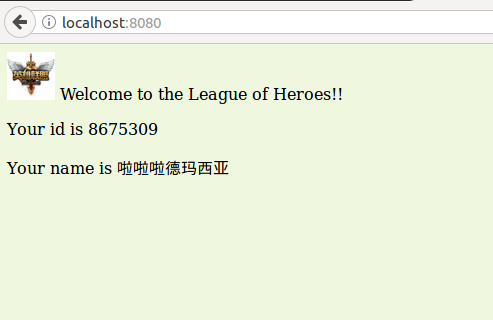 localhost:8080
英雄联盟 Welcome to the League of Heroes!!
Your id is 8675309
Your name is 啦啦啦德玛西亚